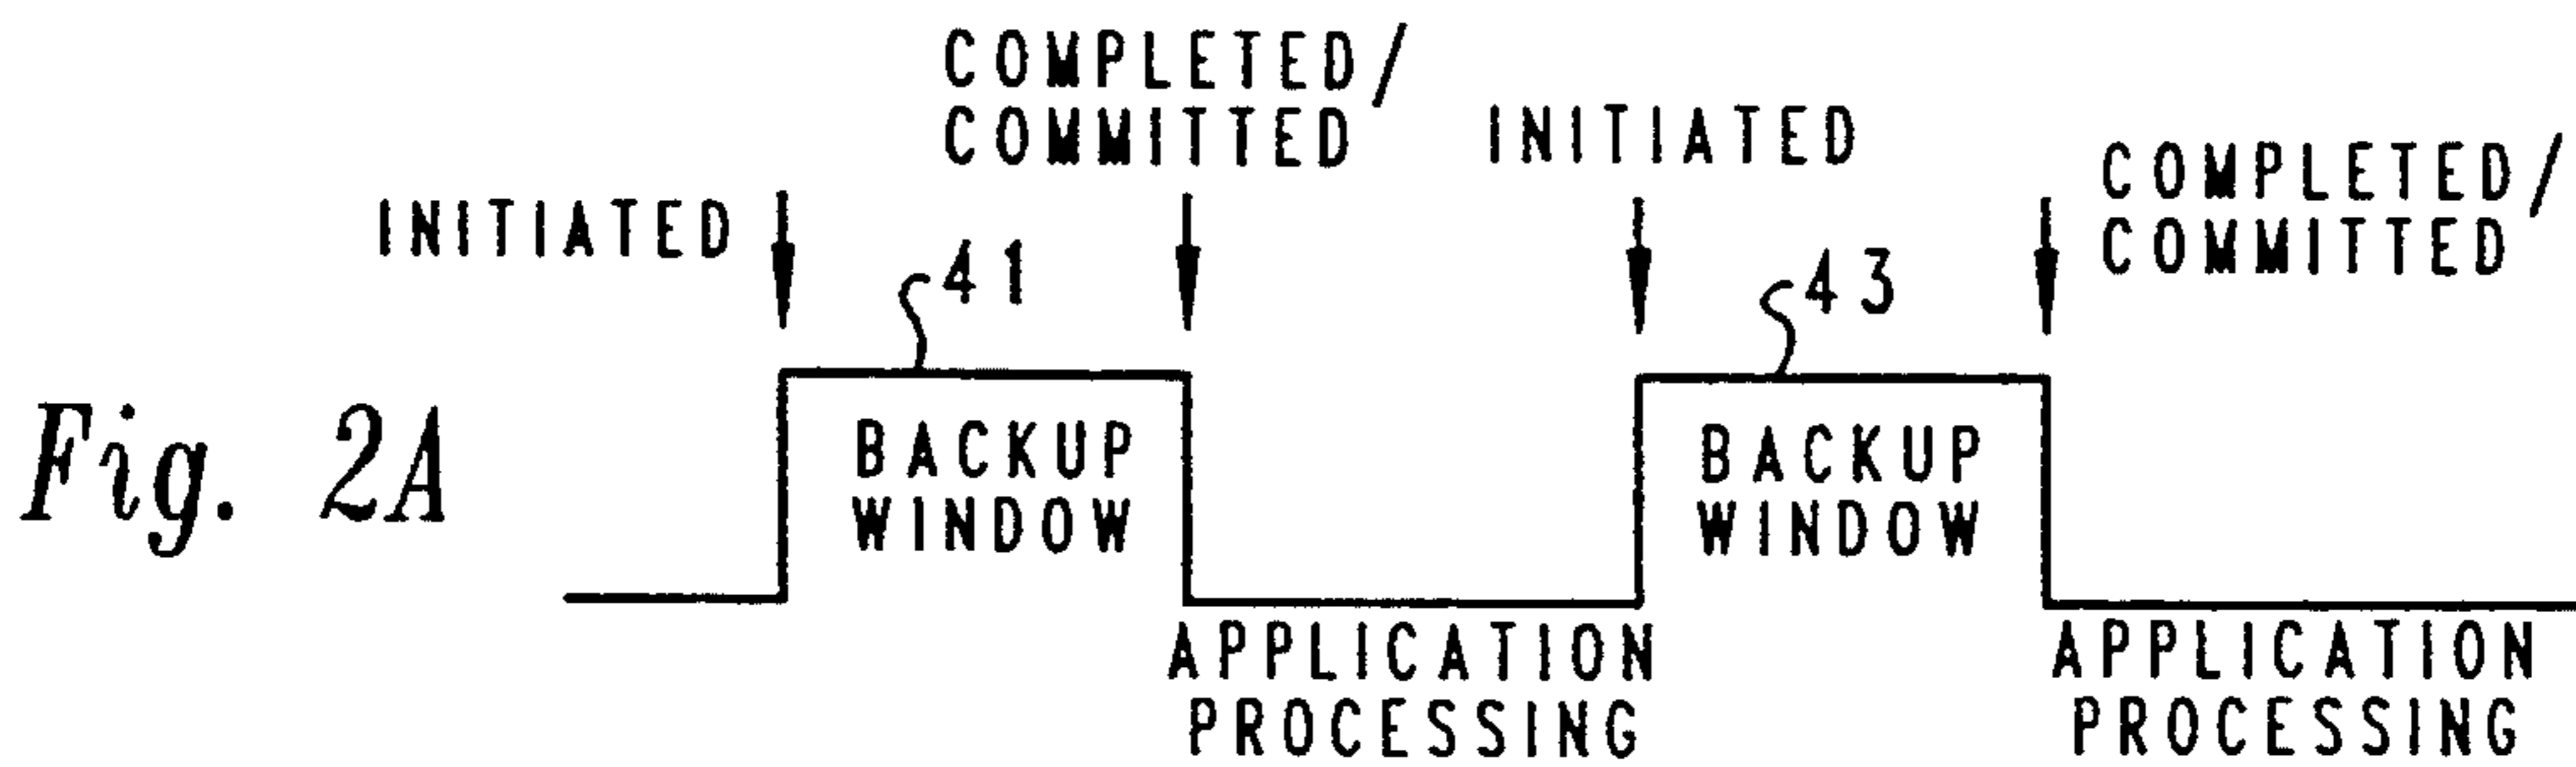 COMPLETED/
COMMITTED
INITIATED
INITIATED
COMPLETED/
COMMITTED
41
43
Fig. 2A
BACKUP
WINDOW
BACKUP
WINDOW
APPLICATION
PROCESSING
APPLICATION
PROCESSING